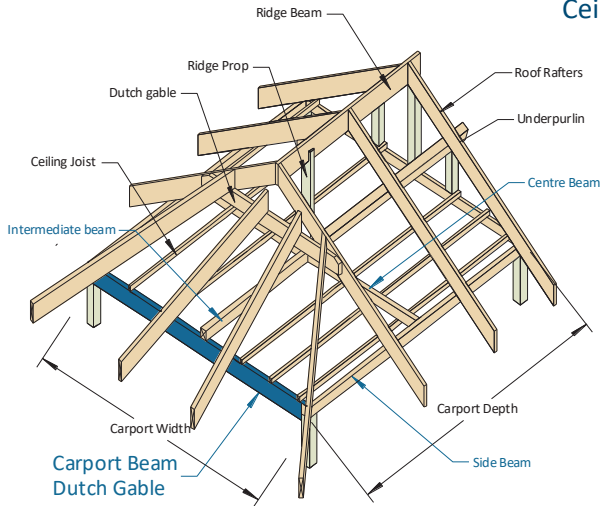 Cei
Ridge Beam
Ridge Prop
Roof Rafters
Dutch gable
Underpurlin
Ceiling Joist
Centre Beam
Intermediate beam
Carport Width
Carport Depth
Carport Beam
Dutch Gable
Side Beam